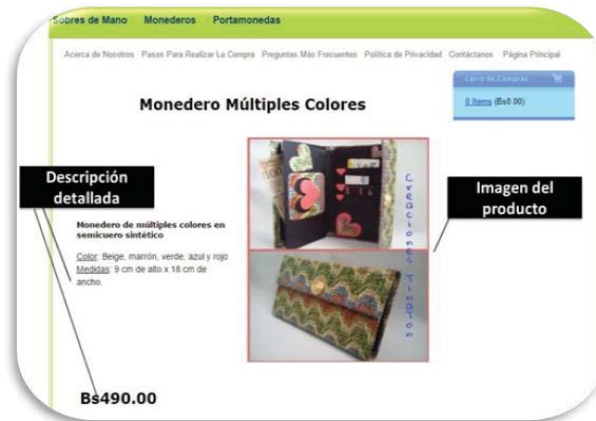 Sobres de Mano Monederos Portamonedas
Acerca de Nosotros Pasos Para Realizar La Compra Preguntas Más Frecuentes Política de Privacidad Contáctanos Página Principal
Carro de Compras
0 Items (Bs0.00)
Monedero Múltiples Colores
Descripción
detallada
Imagen del
producto
Monedero de múltiples colores en
semicuero sintético
Color: Beige, marrón, verde, azul y rojo
Medidas: 9 cm de alto x 18 cm de
ancho.
Creaciones Tinaton
Bs490.00